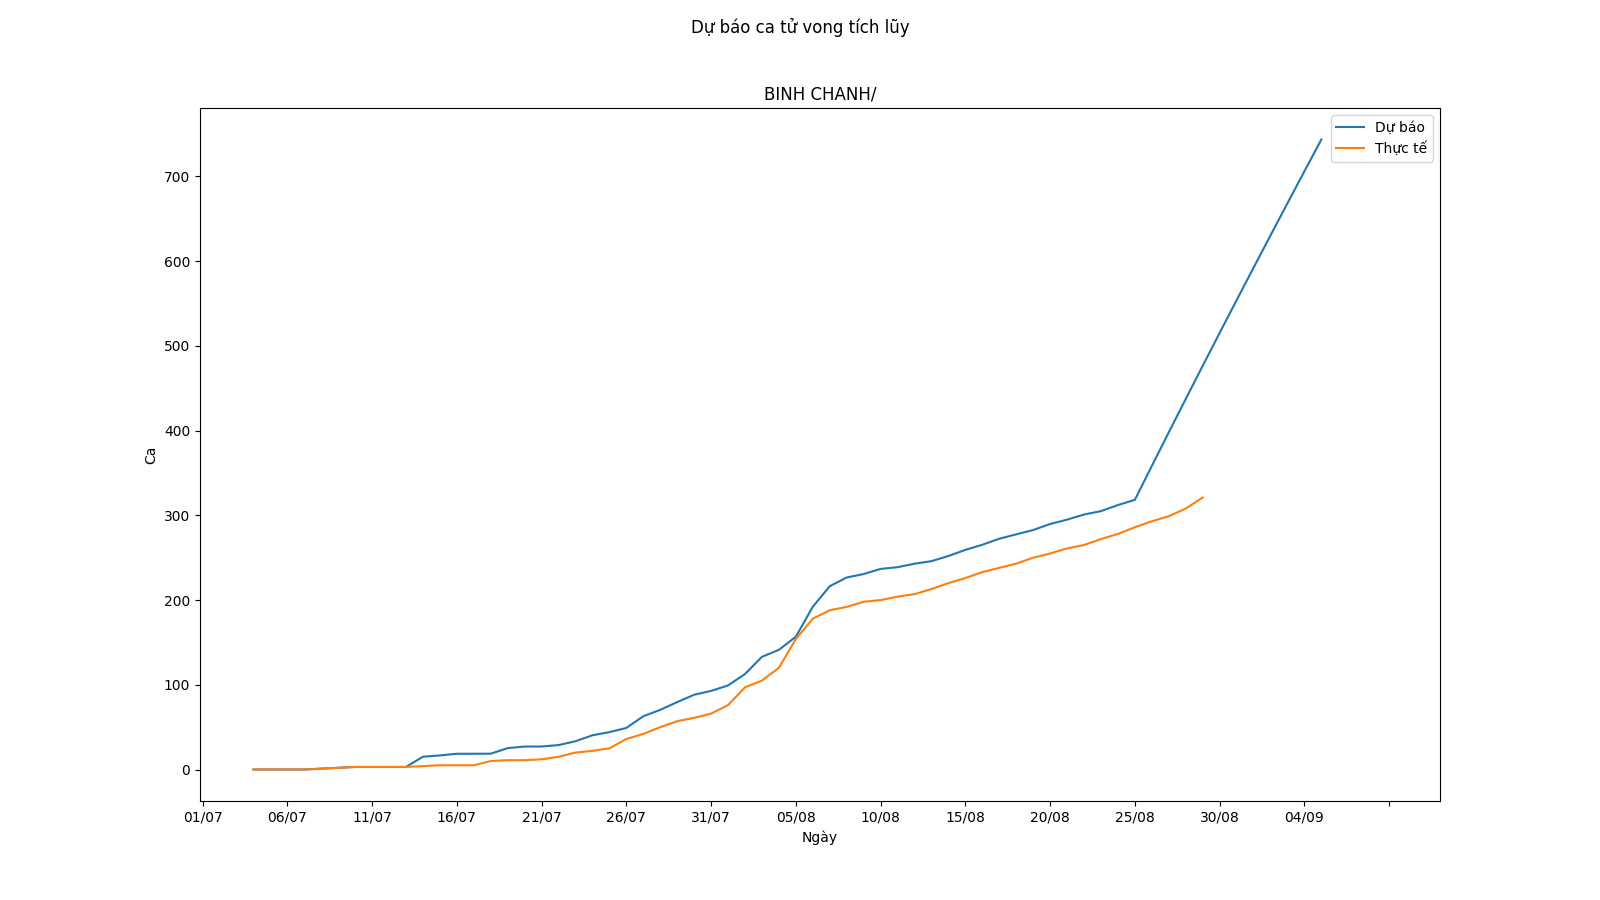 Dự báo ca tử vong tích lũy
BINH CHANH/
Dự báo
Thực tế
700
600
500
400
300
200
100
0
Ca
01/07 06/07 11/07 16/07 21/07 26/07 31/07 05/08 10/08 15/08 20/08 25/08 30/08 04/09
Ngày